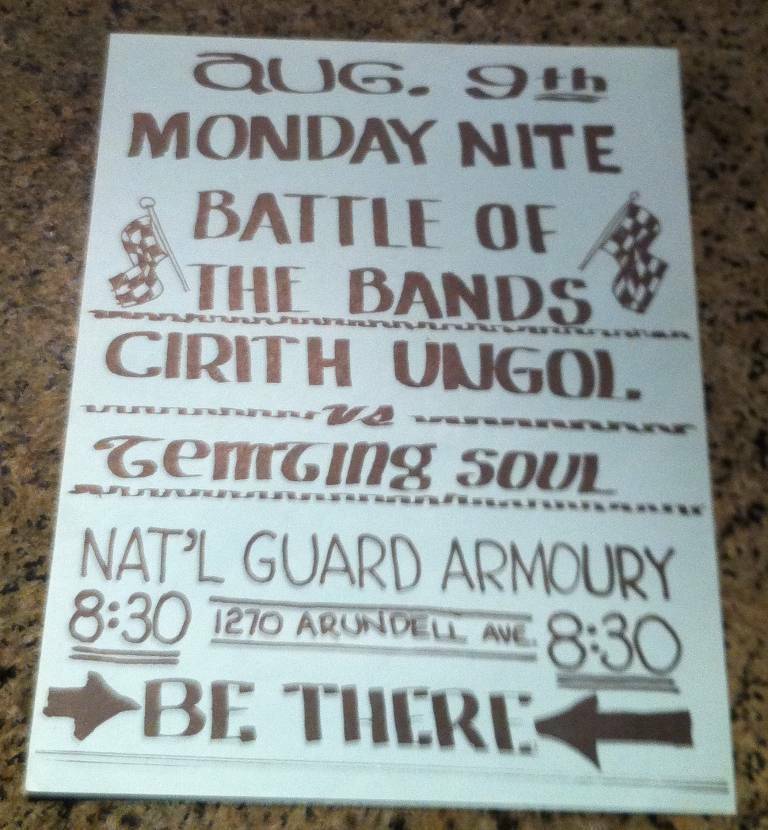 AUG. 9th
MONDAY NITE
BATTLE OF
THE BANDS
CIRITH UNGOL.
vs
Temting SOUL
NAT'L GUARD ARMOURY
8:30 1270 ARUNDELL AVE. 8:30
BE THERE